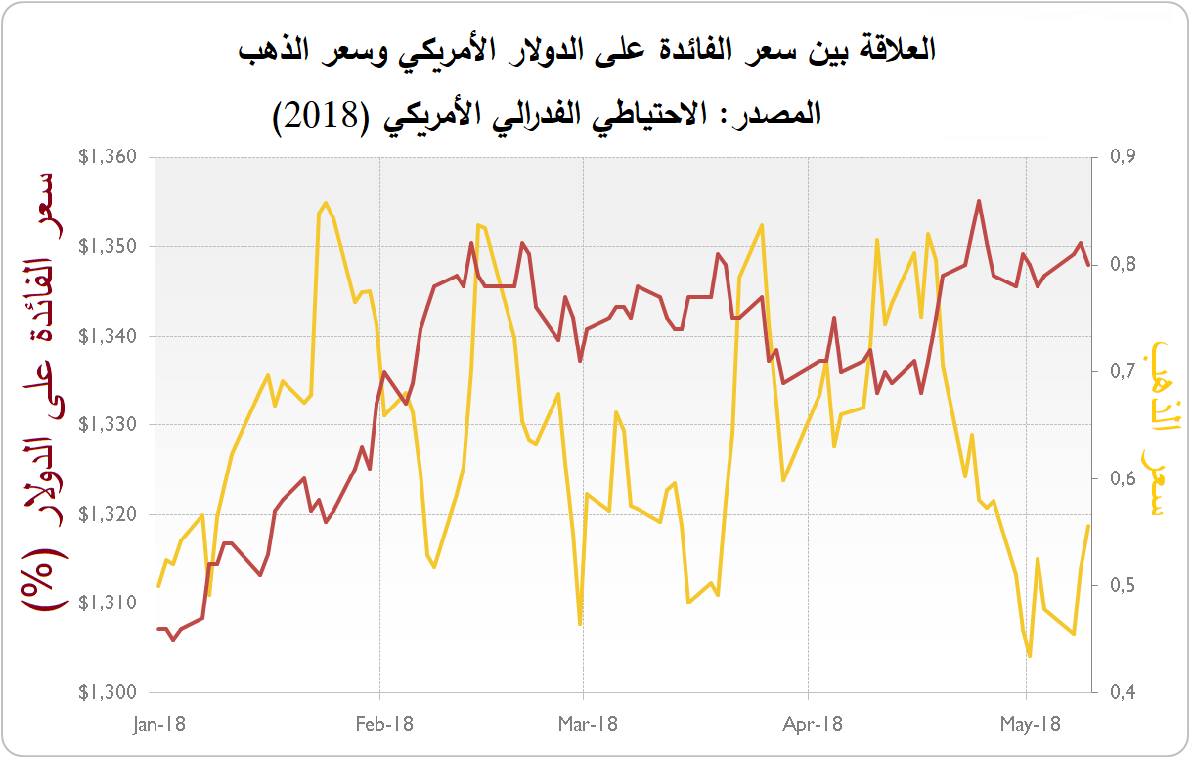 العلاقة بين سعر الفائدة على الدولار الأمريكي وسعر الذهب
المصدر: الاحتياطي الفدرالي الأمريكي (2018)
سعر الفائدة على الدولار (%)
$1,360
$1,350
$1,340
$1,330
$1,320
$1,310
$1,300
0,9
0,8
0,7
0,6
0,5
0,4
سعر الذهب
Jan-18
Feb-18
Mar-18
Apr-18
May-18